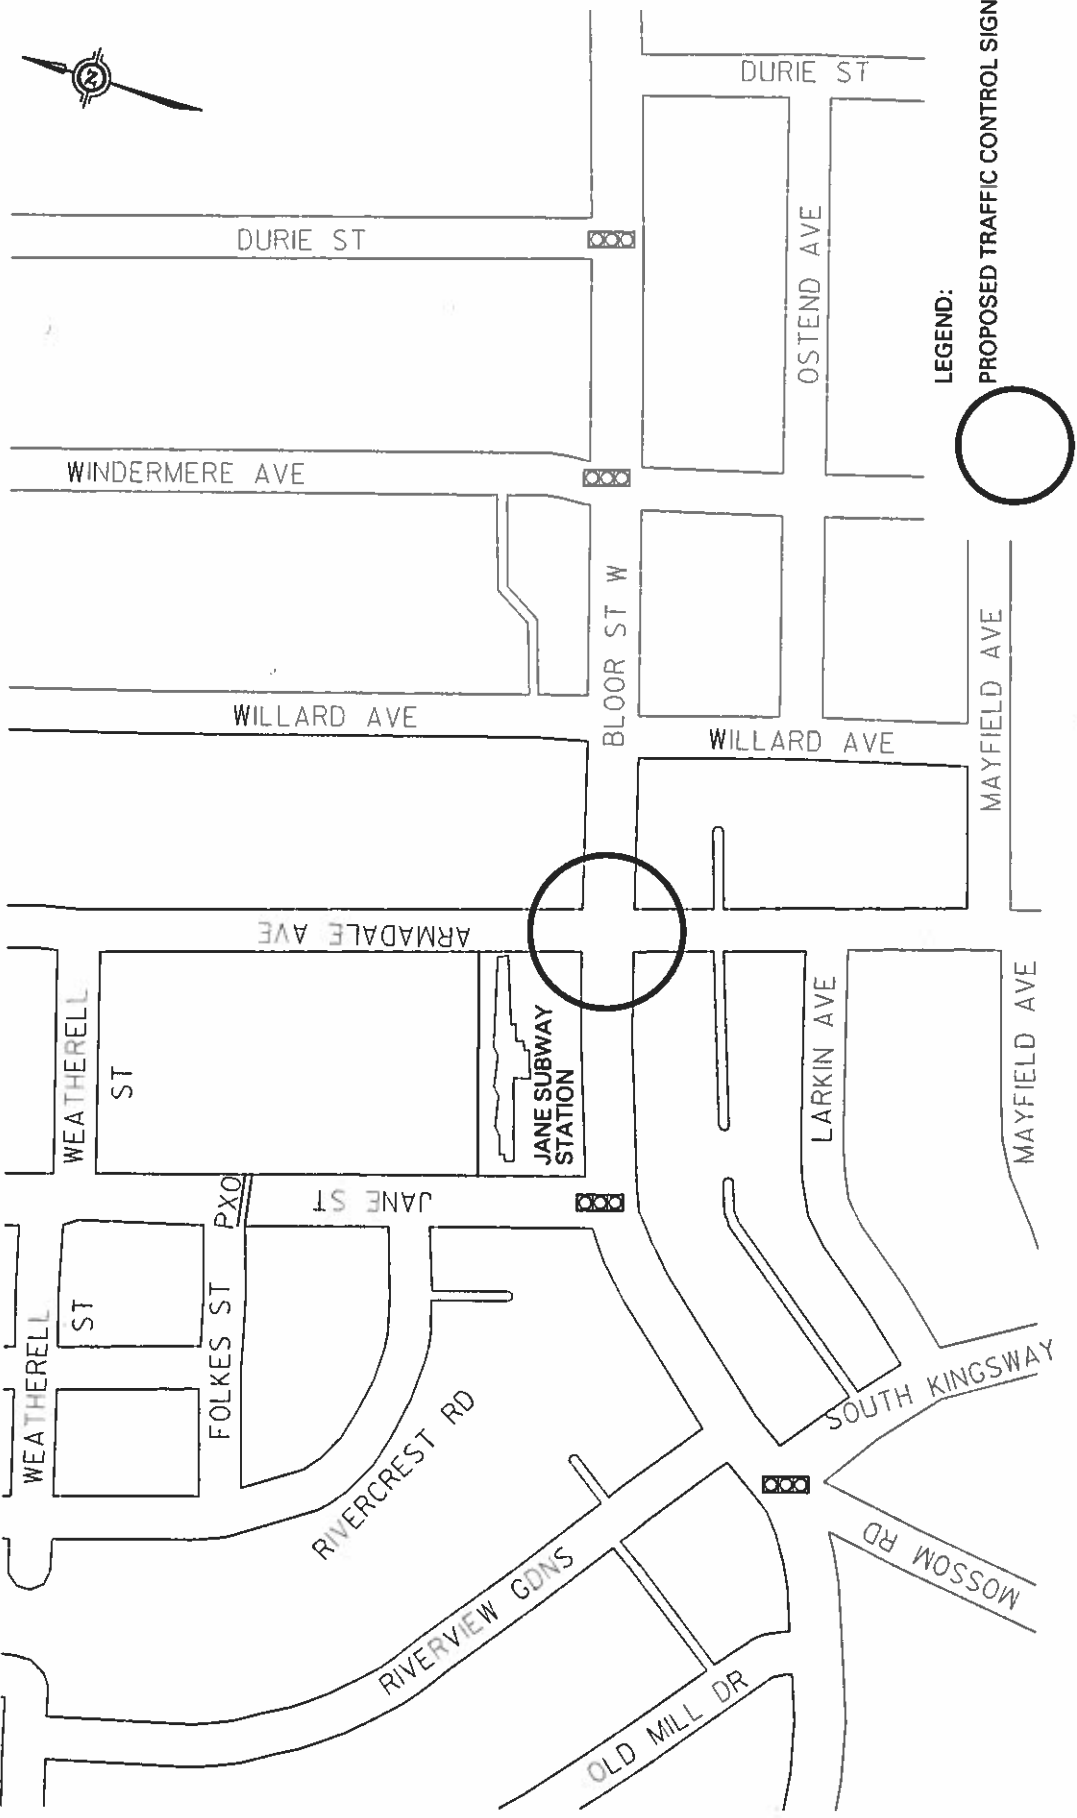 DURIE ST
DURIE ST
OSTEND AVE
LEGEND:
PROPOSED TRAFFIC CONTROL SIGN
WINDERMERE AVE
BLOOR ST W
WILLARD AVE
WILLARD AVE
MAYFIELD AVE
ARMADALE AVE
WEATHERELL
ST
JANE SUBWAY
STATION
LARKIN AVE
MAYFIELD AVE
PXO
JANE ST
WEATHERELL
ST
FOLKES ST
RIVERCREST RD
SOUTH KINGSWAY
MOSSOM RD
RIVERVIEW GDNS
OLD MILL DR
N